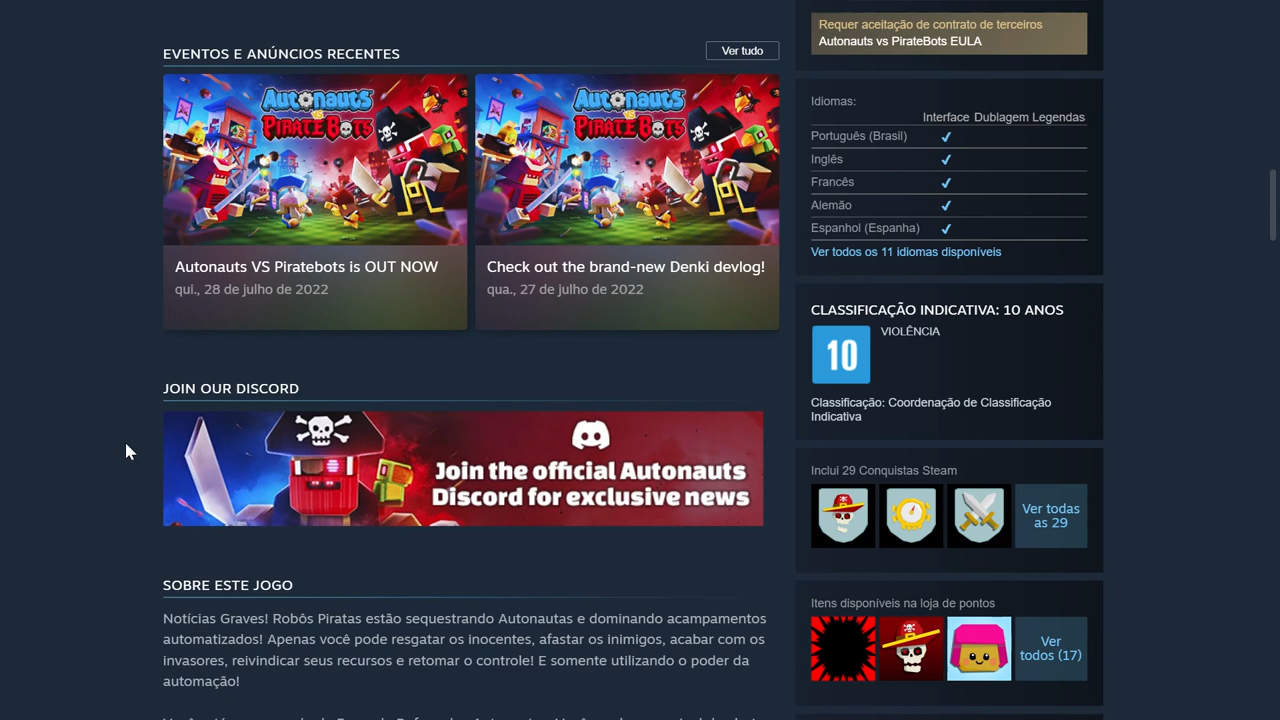 EVENTOS E ANÚNCIOS RECENTES
Ver tudo
AutoNauts
vs
PirateBots
AutoNauts
vs
PirateBots
Autonauts VS Piratebots is OUT NOW
qui., 28 de julho de 2022
Check out the brand-new Denki devlog!
qua., 27 de julho de 2022
JOIN OUR DISCORD
Join the official Autonauts
Discord for exclusive news
SOBRE ESTE JOGO
Notícias Graves! Robôs Piratas estão sequestrando Autonautas e dominando acampamentos
automatizados! Apenas você pode resgatar os inocentes, afastar os inimigos, acabar com os
invasores, reivindicar seus recursos e retomar o controle! E somente utilizando o poder da
automação!
Requer aceitação de contrato de terceiros
Autonauts vs PirateBots EULA
Idiomas:
Interface Dublagem Legendas
Português (Brasil) ✔
Inglês ✔
Francês ✔
Alemão ✔
Espanhol (Espanha) ✔
Ver todos os 11 idiomas disponíveis
CLASSIFICAÇÃO INDICATIVA: 10 ANOS
10
VIOLÊNCIA
Classificação: Coordenação de Classificação
Indicativa
Inclui 29 Conquistas Steam
Ver todas
as 29
Itens disponíveis na loja de pontos
Ver
todos (17)